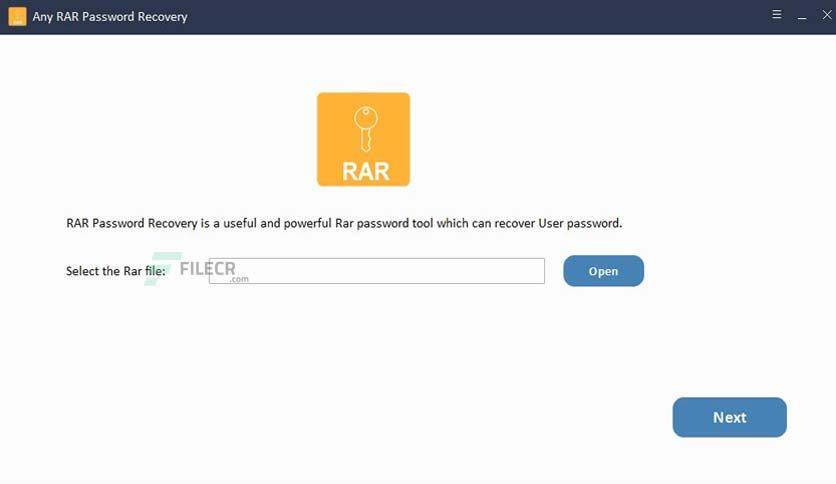 Any RAR Password Recovery
RAR
RAR Password Recovery is a useful and powerful Rar password tool which can recover User password.
Select the Rar file:
FILECR
.com
Open
Next